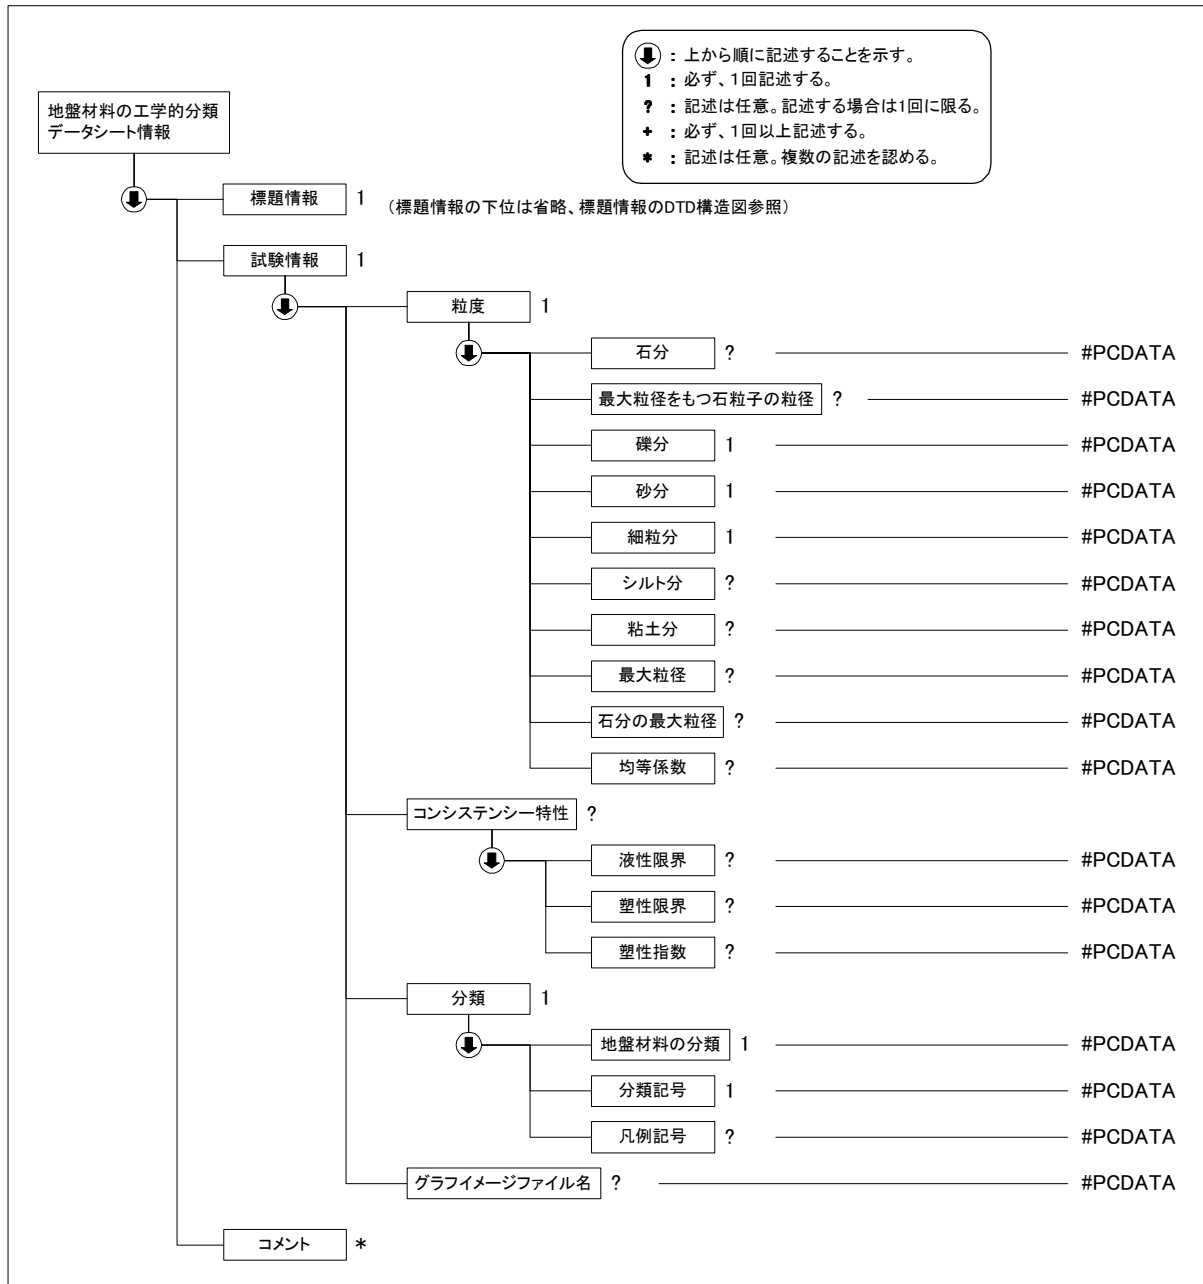 ：上から順に記述することを示す。
1：必ず、1回記述する。
?：記述は任意。記述する場合は1回に限る。
+：必ず、1回以上記述する。
*：記述は任意。複数の記述を認める。
地盤材料の工学的分類
データシート情報
標題情報 1 （標題情報の下位は省略、標題情報のDTD構造図参照）
試験情報 1
粒度 1
石分 ? #PCDATA
最大粒径をもつ石粒子の粒径 ? #PCDATA
礫分 1 #PCDATA
砂分 1 #PCDATA
細粒分 1 #PCDATA
シルト分 ? #PCDATA
粘土分 ? #PCDATA
最大粒径 ? #PCDATA
石分の最大粒径 ? #PCDATA
均等係数 ? #PCDATA
コンシステンシー特性 ?
液性限界 ? #PCDATA
塑性限界 ? #PCDATA
塑性指数 ? #PCDATA
分類 1
地盤材料の分類 1 #PCDATA
分類記号 1 #PCDATA
凡例記号 ? #PCDATA
グラフイメージファイル名 ? #PCDATA
コメント *